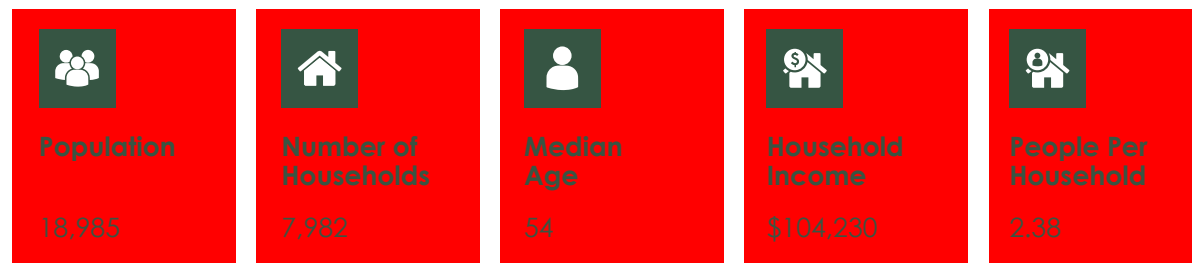 Population
18,985
Number of
Households
7,982
Median
Age
54
Household
Income
$104,230
People Per
Household
2.38